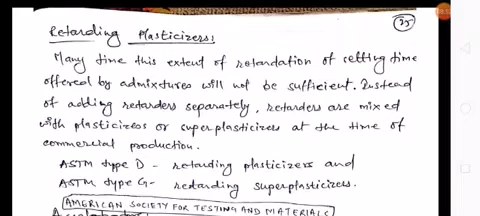 25
Retarding Plasticizers:
Many time this extent of retardation of setting time
offered by admixtures will not be sufficient. Instead
of adding retarders separately, retarders are mixed
with plasticizers or superplasticizers at the time of
commercial production.
ASTM type D - retarding plasticizers and
ASTM type G - retarding superplasticizers.
AMERICAN SOCIETY FOR TESTING AND MATERIALS